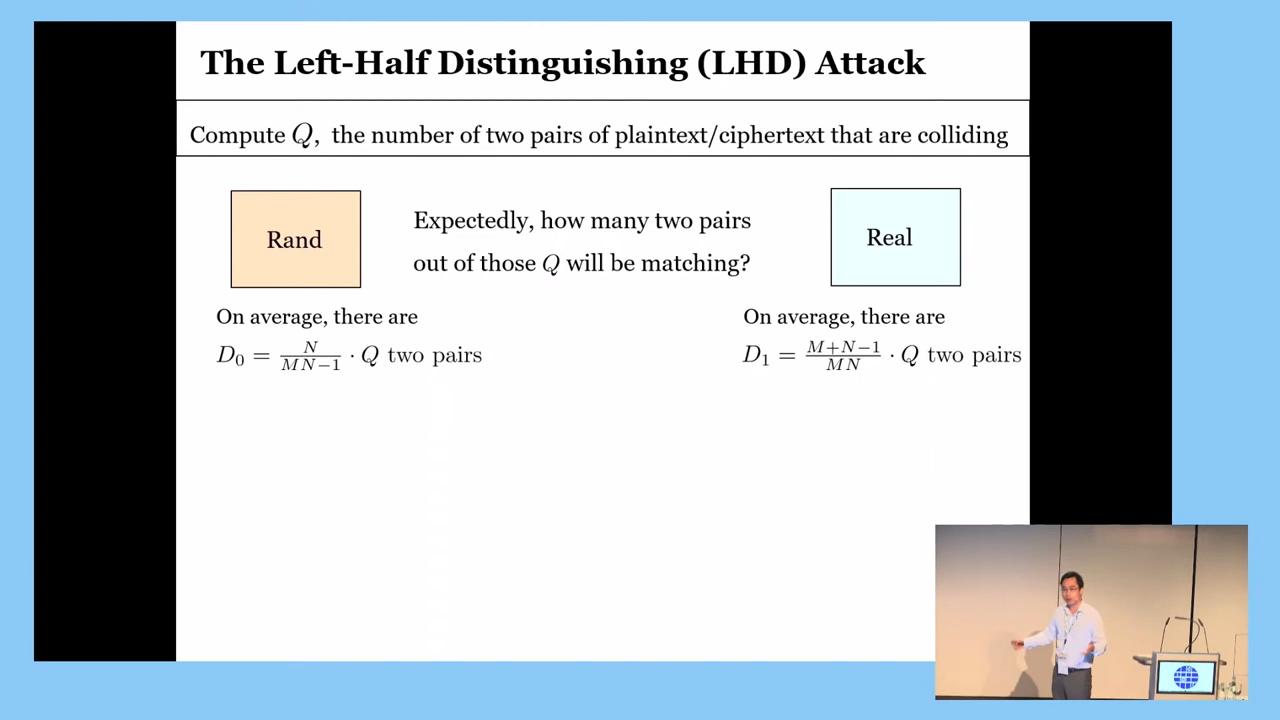 The Left-Half Distinguishing (LHD) Attack
Compute Q, the number of two pairs of plaintext/ciphertext that are colliding
Rand
Expectedly, how many two pairs
out of those Q will be matching?
Real
On average, there are
D₀ = N/(MN−1) · Q two pairs
On average, there are
D₁ = (M+N−1)/(MN) · Q two pairs